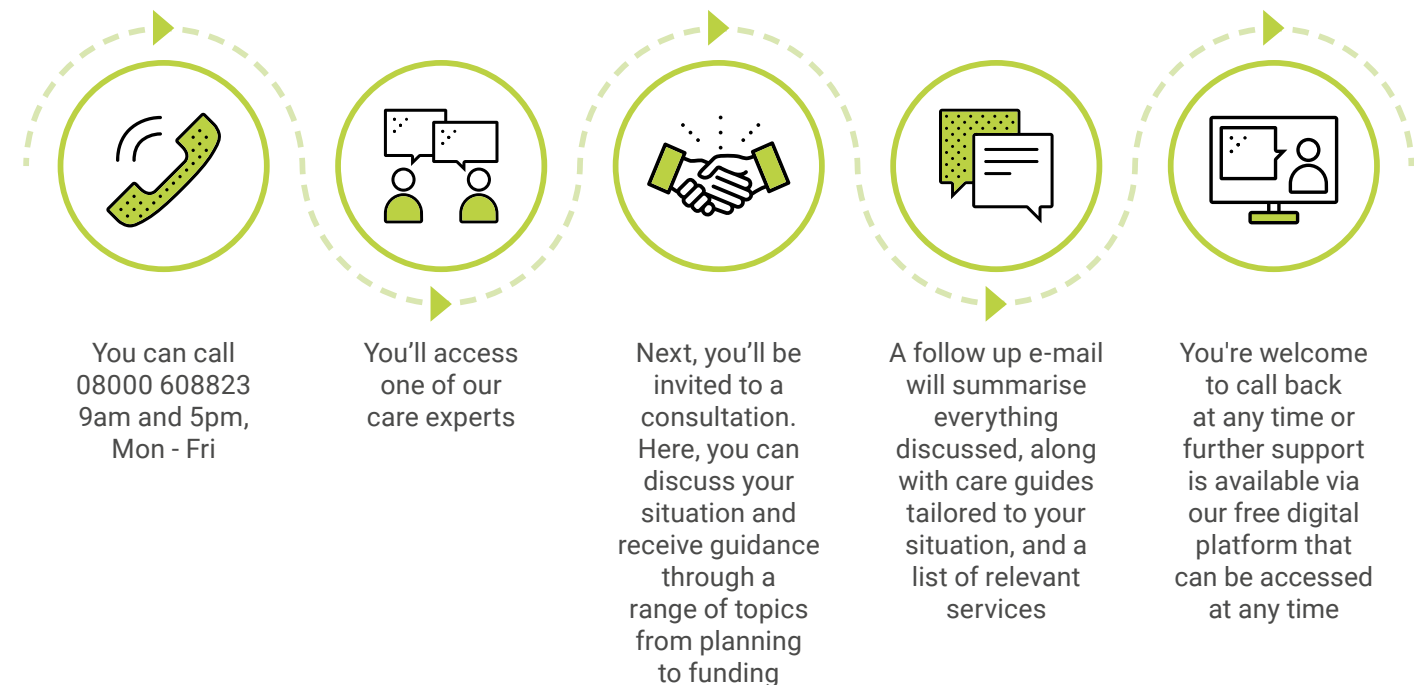 You can call
08000 608823
9am and 5pm,
Mon - Fri
You’ll access
one of our
care experts
Next, you’ll be
invited to a
consultation.
Here, you can
discuss your
situation and
receive guidance
through a
range of topics
from planning
to funding
A follow up e-mail
will summarise
everything
discussed, along
with care guides
tailored to your
situation, and a
list of relevant
services
You're welcome
to call back
at any time or
further support
is available via
our free digital
platform that
can be accessed
at any time